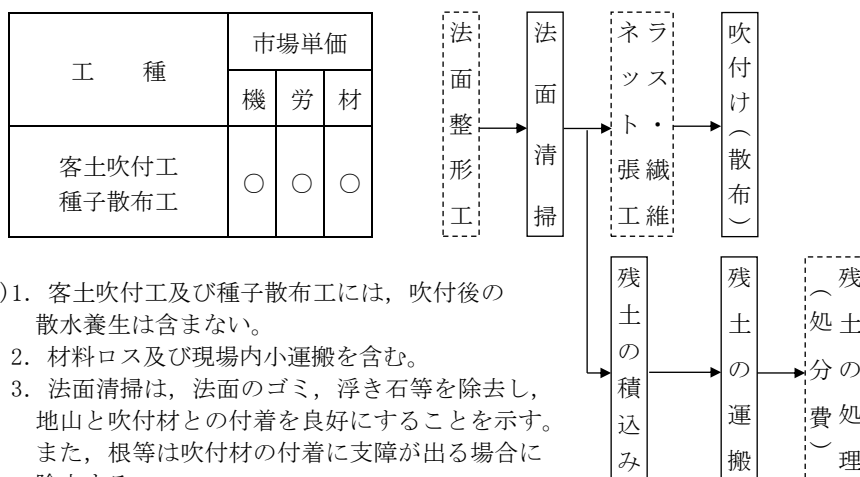 工　種
市場単価
機 労 材
客土吹付工
種子散布工
○ ○ ○
法面整形工
法面清掃
ラス・繊維
ネット張工
吹付け（散布）
残土の積込み
残土の運搬
残土の処理
（処分費）
)1．客土吹付工及び種子散布工には，吹付後の
散水養生は含まない。
2．材料ロス及び現場内小運搬を含む。
3．法面清掃は，法面のゴミ，浮き石等を除去し，
地山と吹付材との付着を良好にすることを示す。
また，根等は吹付材の付着に支障が出る場合に